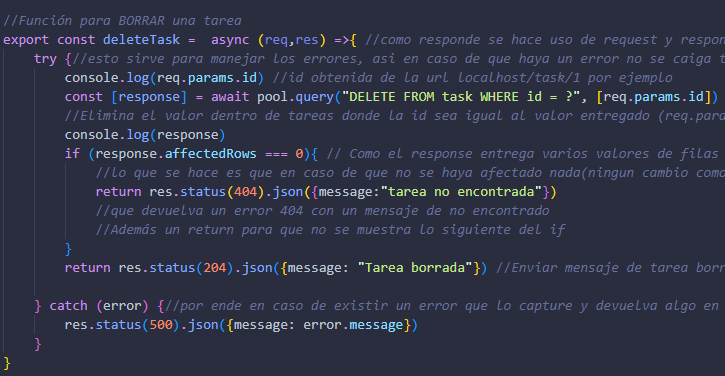 //Función para BORRAR una tarea
export const deleteTask =  async (req,res) =>{ //como responde se hace uso de request y respon
try {//esto sirve para manejar los errores, asi en caso de que haya un error no se caiga t
console.log(req.params.id) //id obtenida de la url localhost/task/1 por ejemplo
const [response] = await pool.query("DELETE FROM task WHERE id = ?", [req.params.id])
//Elimina el valor dentro de tareas donde la id sea igual al valor entregado (req.para
console.log(response)
if (response.affectedRows === 0){ // Como el response entrega varios valores de filas
//lo que se hace es que en caso de que no se haya afectado nada(ningun cambio como
return res.status(404).json({message:"tarea no encontrada"})
//que devuelva un error 404 con un mensaje de no encontrado
//Además un return para que no se muestra lo siguiente del if
}
return res.status(204).json({message: "Tarea borrada"}) //Enviar mensaje de tarea borr
} catch (error) {//por ende en caso de existir un error que lo capture y devuelva algo en
res.status(500).json({message: error.message})
}
}